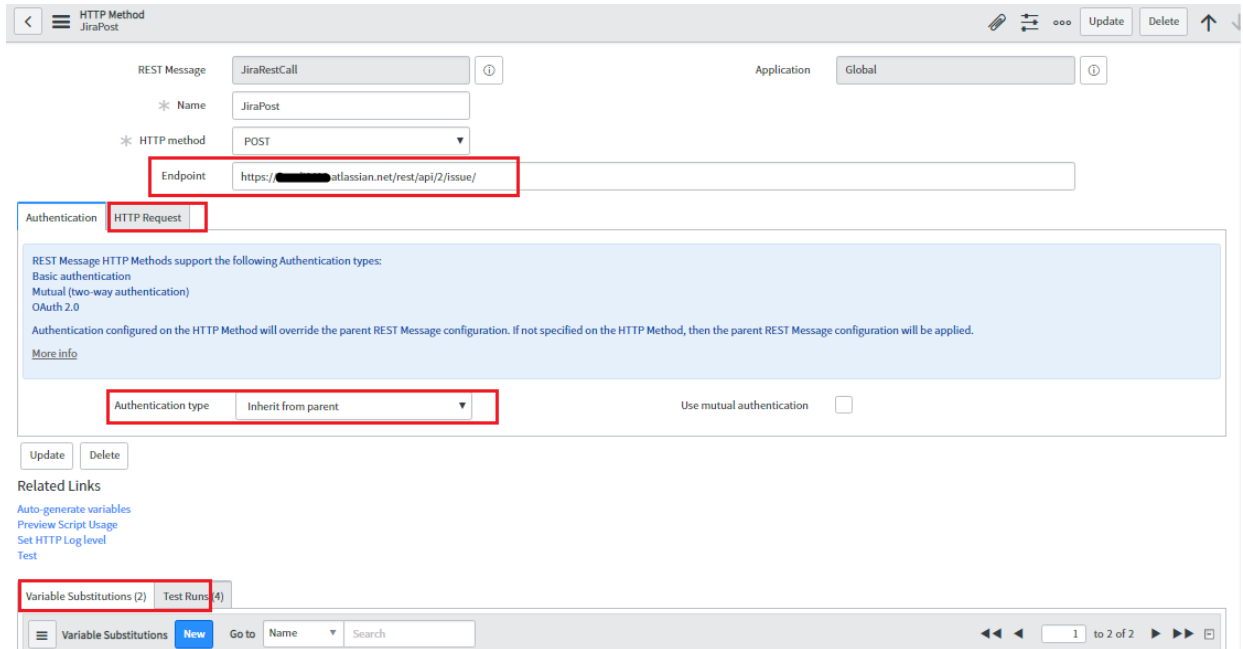 HTTP Method
JiraPost
Update Delete
REST Message JiraRestCall Application Global
Name JiraPost
HTTP method POST
Endpoint https:// atlassian.net/rest/api/2/issue/
Authentication HTTP Request
REST Message HTTP Methods support the following Authentication types:
Basic authentication
Mutual (two-way authentication)
OAuth 2.0
Authentication configured on the HTTP Method will override the parent REST Message configuration. If not specified on the HTTP Method, then the parent REST Message configuration will be applied.
More info
Authentication type Inherit from parent Use mutual authentication
Update Delete
Related Links
Auto-generate variables
Preview Script Usage
Set HTTP Log level
Test
Variable Substitutions (2) Test Runs (4)
Variable Substitutions New Go to Name Search 1 to 2 of 2